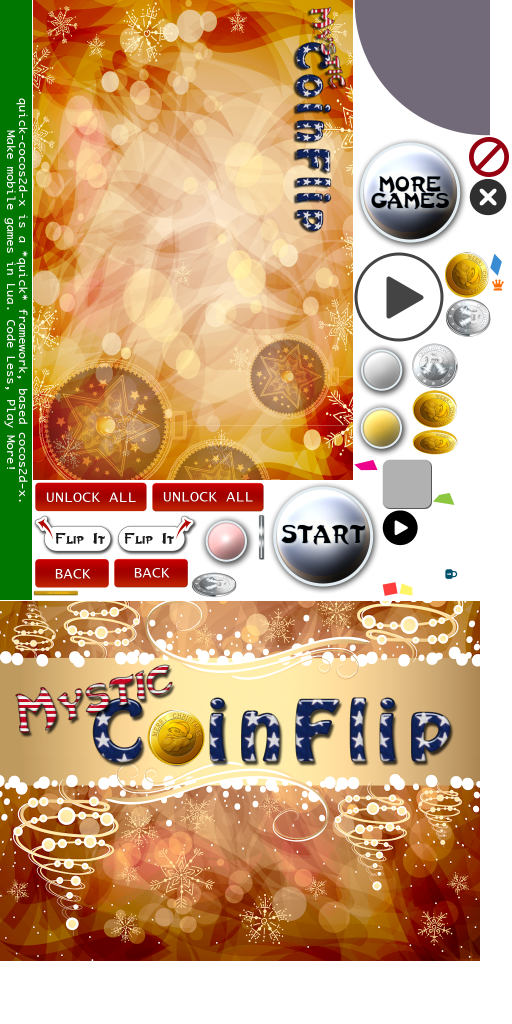 quick-cocos2d-x is a *quick* framework, based cocos2d-x.
Make mobile games in Lua. Code Less, Play More!
Mystic
CoinFlip
MORE
GAMES
UNLOCK ALL
UNLOCK ALL
Flip It
Flip It
START
BACK
BACK
Mystic
CoinFlip